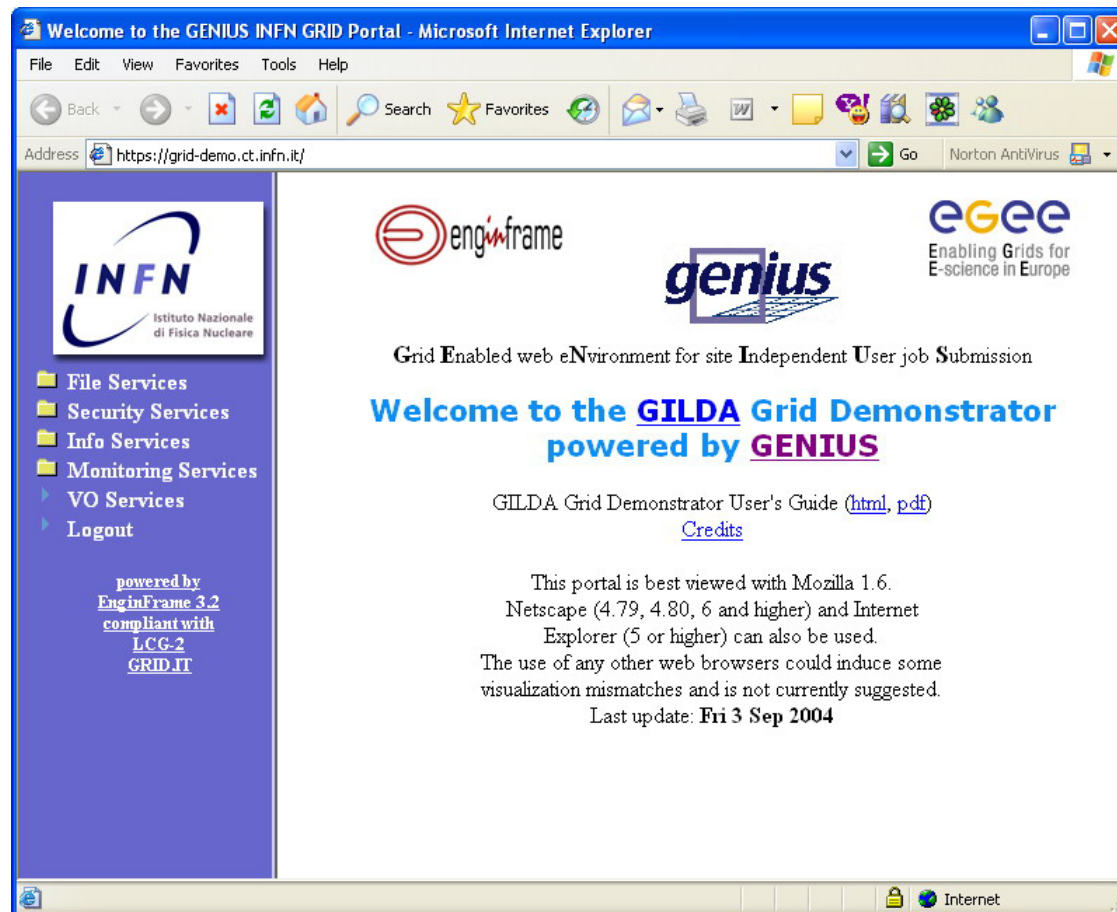 Welcome to the GENIUS INFN GRID Portal - Microsoft Internet Explorer
File Edit View Favorites Tools Help
Back Search Favorites
Address https://grid-demo.ct.infn.it/ Go Norton AntiVirus
INFN
Istituto Nazionale
di Fisica Nucleare
File Services
Security Services
Info Services
Monitoring Services
VO Services
Logout
powered by
EnginFrame 3.2
compliant with
LCG-2
GRID.IT
enginframe
genius
egee
Enabling Grids for
E-science in Europe
Grid Enabled web eNvironment for site Independent User job Submission
Welcome to the GILDA Grid Demonstrator
powered by GENIUS
GILDA Grid Demonstrator User's Guide (html, pdf)
Credits
This portal is best viewed with Mozilla 1.6.
Netscape (4.79, 4.80, 6 and higher) and Internet
Explorer (5 or higher) can also be used.
The use of any other web browsers could induce some
visualization mismatches and is not currently suggested.
Last update: Fri 3 Sep 2004
Internet